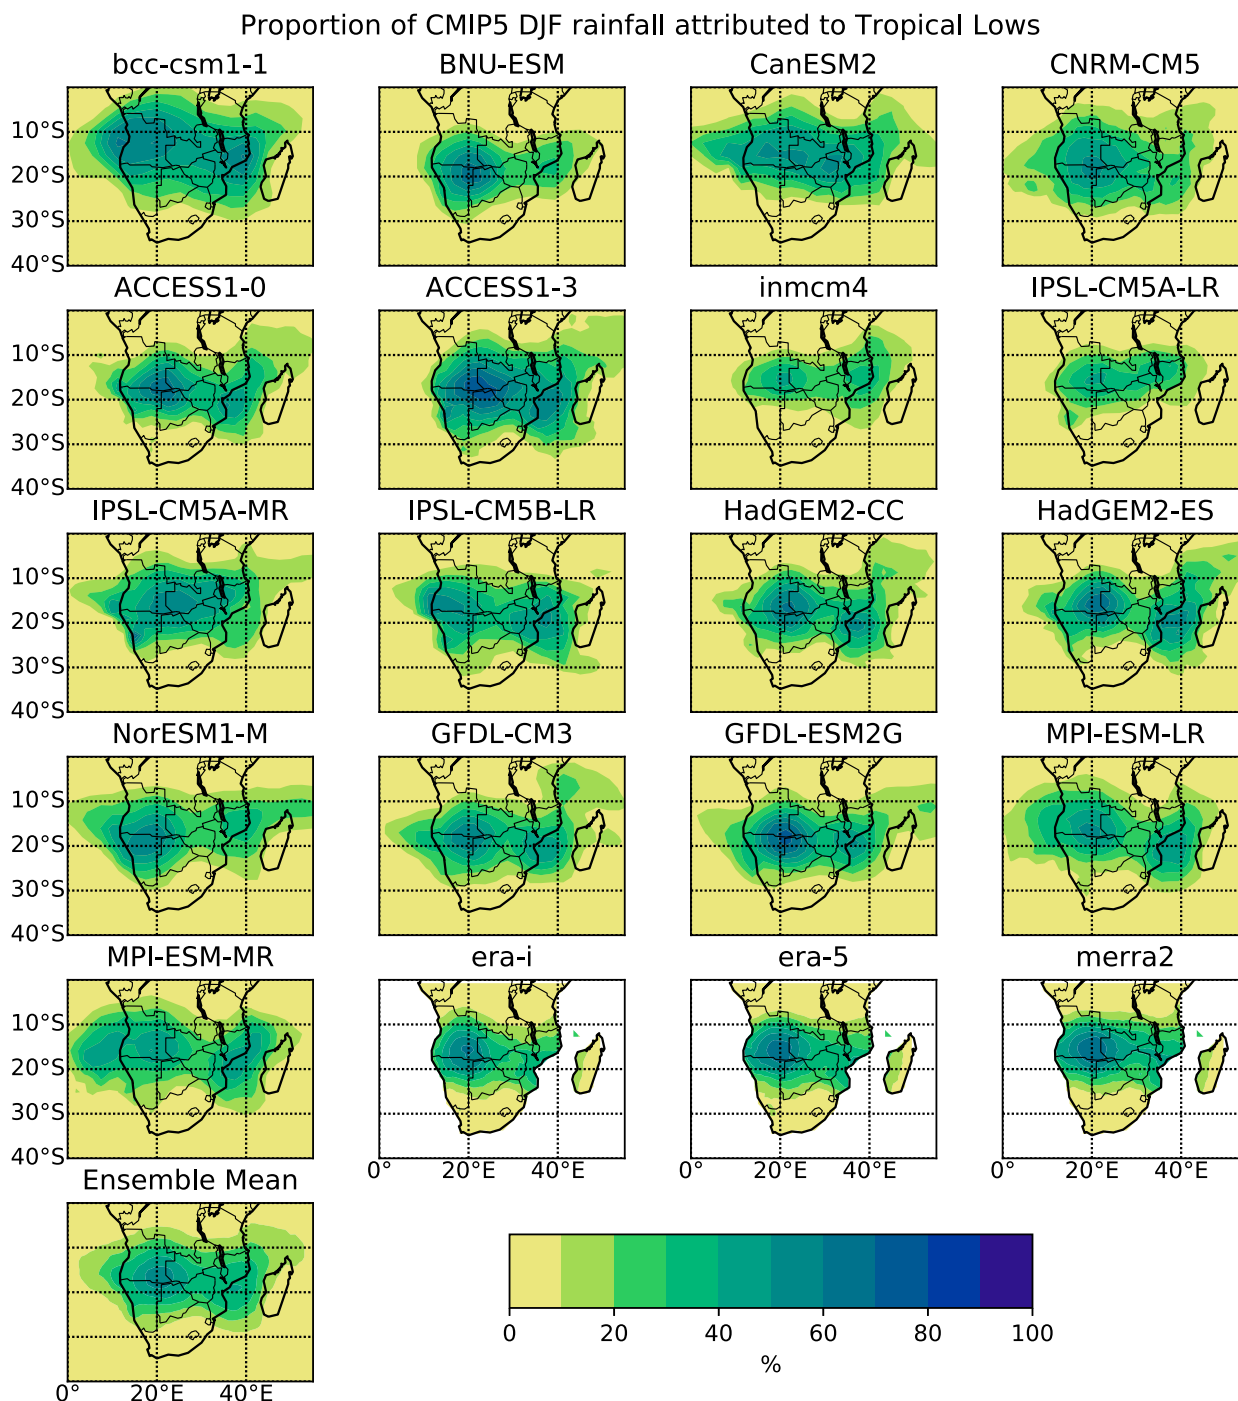 Proportion of CMIP5 DJF rainfall attributed to Tropical Lows
bcc-csm1-1 BNU-ESM CanESM2 CNRM-CM5
10°S
20°S
30°S
40°S
ACCESS1-0 ACCESS1-3 inmcm4 IPSL-CM5A-LR
10°S
20°S
30°S
40°S
IPSL-CM5A-MR IPSL-CM5B-LR HadGEM2-CC HadGEM2-ES
10°S
20°S
30°S
40°S
NorESM1-M GFDL-CM3 GFDL-ESM2G MPI-ESM-LR
10°S
20°S
30°S
40°S
MPI-ESM-MR era-i era-5 merra2
10°S
20°S
30°S
40°S
0° 20°E 40°E 0° 20°E 40°E 0° 20°E 40°E
Ensemble Mean
0° 20°E 40°E
0 20 40 60 80 100
%